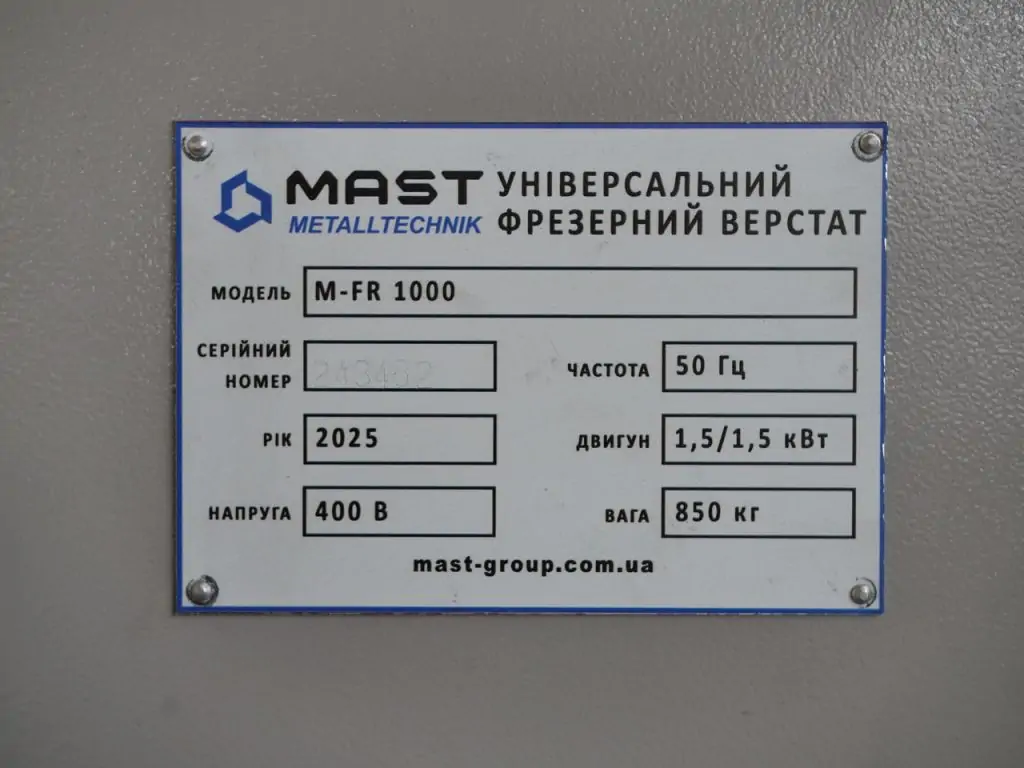 MAST
METALLTECHNIK
УНІВЕРСАЛЬНИЙ
ФРЕЗЕРНИЙ ВЕРСТАТ
МОДЕЛЬ M-FR 1000
СЕРІЙНИЙ
НОМЕР
ЧАСТОТА 50 Гц
РІК 2025
ДВИГУН 1,5/1,5 кВт
НАПРУГА 400 В
ВАГА 850 кг
mast-group.com.ua